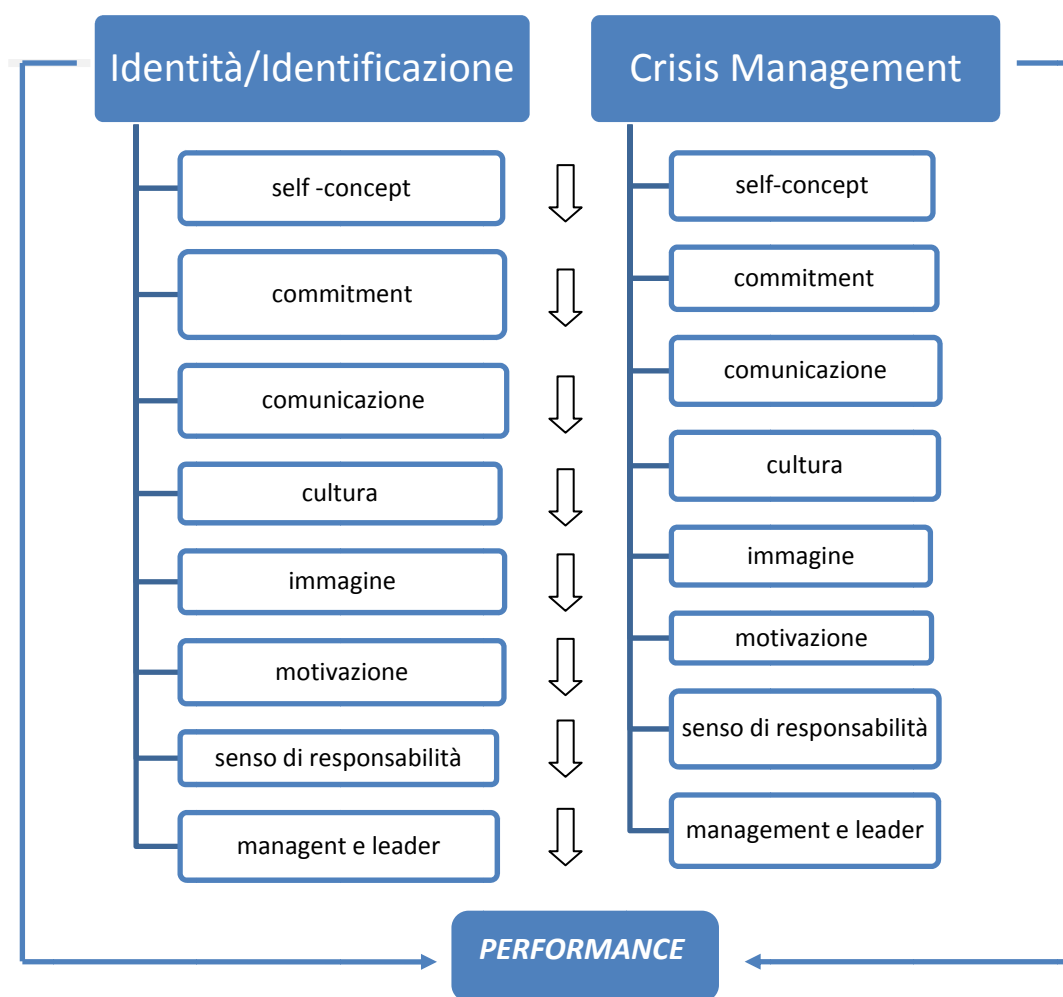 Identità/Identificazione
self -concept
commitment
comunicazione
cultura
immagine
motivazione
senso di responsabilità
managent e leader
Crisis Management
self-concept
commitment
comunicazione
cultura
immagine
motivazione
senso di responsabilità
management e leader
PERFORMANCE